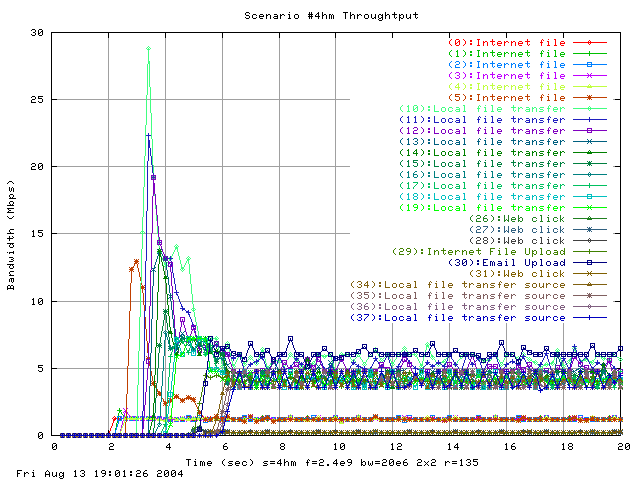 Scenario #4hm Throughtput
30
25
20
15
10
5
0
Bandwidth (Mbps)
(0):Internet file
(1):Internet file
(2):Internet file
(3):Internet file
(4):Internet file
(5):Internet file
(10):Local file transfer
(11):Local file transfer
(12):Local file transfer
(13):Local file transfer
(14):Local file transfer
(15):Local file transfer
(16):Local file transfer
(17):Local file transfer
(18):Local file transfer
(19):Local file transfer
(26):Web click
(27):Web click
(28):Web click
(29):Internet File Upload
(30):Email Upload
(31):Web click
(34):Local file transfer source
(35):Local file transfer source
(36):Local file transfer source
(37):Local file transfer source
0 2 4 6 8 10 12 14 16 18 20
Time (sec) s=4hm f=2.4e9 bw=20e6 2x2 r=135
Fri Aug 13 19:01:26 2004